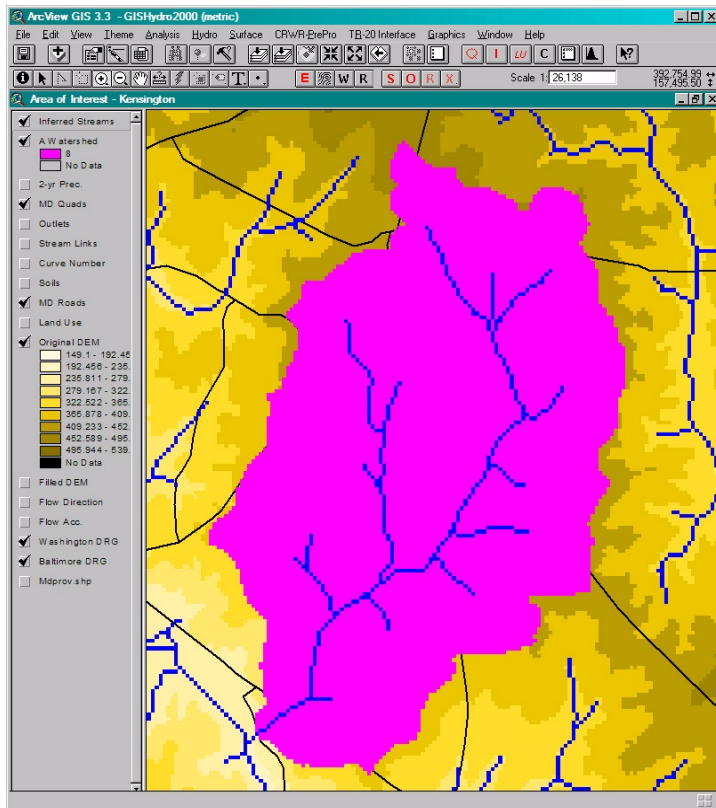 ArcView GIS 3.3 - GISHydro2000 (metric)
File Edit View Theme Analysis Hydro Surface CRWR-PrePro TR-20 Interface Graphics Window Help
Q I LU C
T E W R S O R X Scale 1: 26,138 392,754.99
157,495.50
Area of Interest - Kensington
Inferred Streams
A Watershed
8
No Data
2-yr Prec.
MD Quads
Outlets
Stream Links
Curve Number
Soils
MD Roads
Land Use
Original DEM
149.1 - 192.45
192.456 - 235.
235.811 - 279.
279.167 - 322.
322.522 - 365.
365.878 - 409.
409.233 - 452.
452.589 - 495.
495.944 - 539.
No Data
Filled DEM
Flow Direction
Flow Acc.
Washington DRG
Baltimore DRG
Mdprov.shp